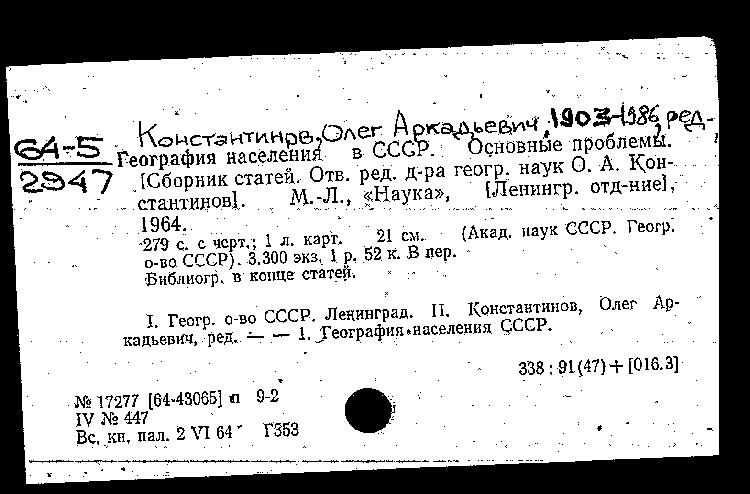 Константинов, Олег Аркадьевич, 1903-1986, ред.
64-5
2947
География населения в СССР. Основные проблемы.
[Сборник статей. Отв. ред. д-ра геогр. наук О. А. Кон-
стантинов]. М.-Л., «Наука», [Ленингр. отд-ние],
1964.
279 с. с черт.; 1 л. карт. 21 см. (Акад. наук СССР. Геогр.
о-во СССР). 3.300 экз. 1 р. 52 к. В пер.
Библиогр. в конце статей.
I. Геогр. о-во СССР. Ленинград. II. Константинов, Олег Ар-
кадьевич, ред. — — 1. География населения СССР.
338 : 91(47) + [016.3]
№ 17277 [64-43065] п 9-2
IV № 447
Вс. кн. пал. 2 VI 64 Г353